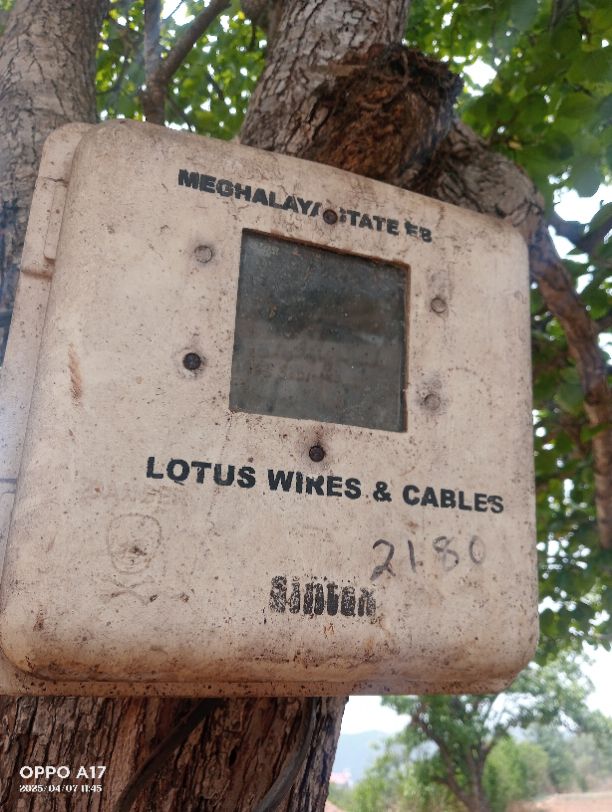 MEGHALAYA STATE EB
LOTUS WIRES & CABLES
2180
Sintex
OPPO A17
2025/04/07 11:45